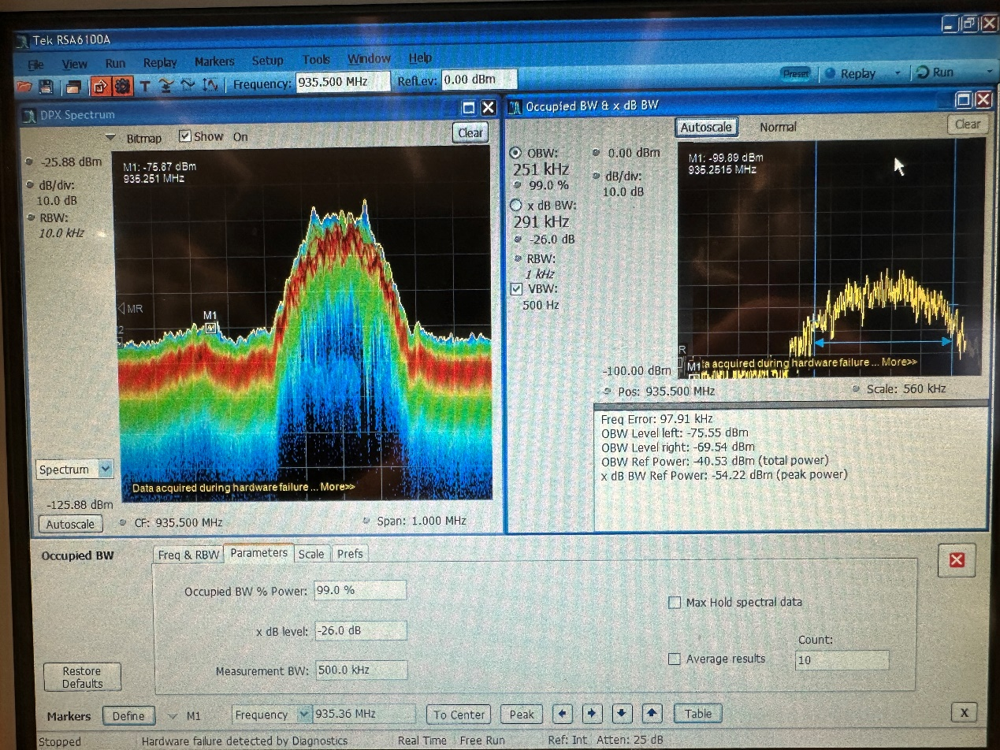 Tek RSA6100A
File View Run Replay Markers Setup Tools Window Help
T Frequency: 935.500 MHz RefLev: 0.00 dBm Preset Replay Run
DPX Spectrum
Bitmap Show On Clear
-25.88 dBm
dB/div:
10.0 dB
RBW:
10.0 kHz
M1: -75.87 dBm
935.251 MHz
MR
M1
2
Data acquired during hardware failure ... More>>
Spectrum
-125.88 dBm
Autoscale CF: 935.500 MHz Span: 1.000 MHz
Occupied BW & x dB BW
Autoscale Normal Clear
OBW:
251 kHz
99.0 %
x dB BW:
291 kHz
-26.0 dB
RBW:
1 kHz
VBW:
500 Hz
0.00 dBm
dB/div:
10.0 dB
M1: -99.89 dBm
935.2515 MHz
R
M1
ta acquired during hardware failure ... More>>
-100.00 dBm
Pos: 935.500 MHz Scale: 560 kHz
Freq Error: 97.91 kHz
OBW Level left: -75.55 dBm
OBW Level right: -69.54 dBm
OBW Ref Power: -40.53 dBm (total power)
x dB BW Ref Power: -54.22 dBm (peak power)
Occupied BW
Freq & RBW Parameters Scale Prefs
Occupied BW % Power: 99.0 %
x dB level: -26.0 dB
Measurement BW: 500.0 kHz
Max Hold spectral data
Count:
Average results 10
Restore
Defaults
Markers Define M1 Frequency 935.36 MHz To Center Peak Table X
Stopped Hardware failure detected by Diagnostics Real Time Free Run Ref: Int Atten: 25 dB